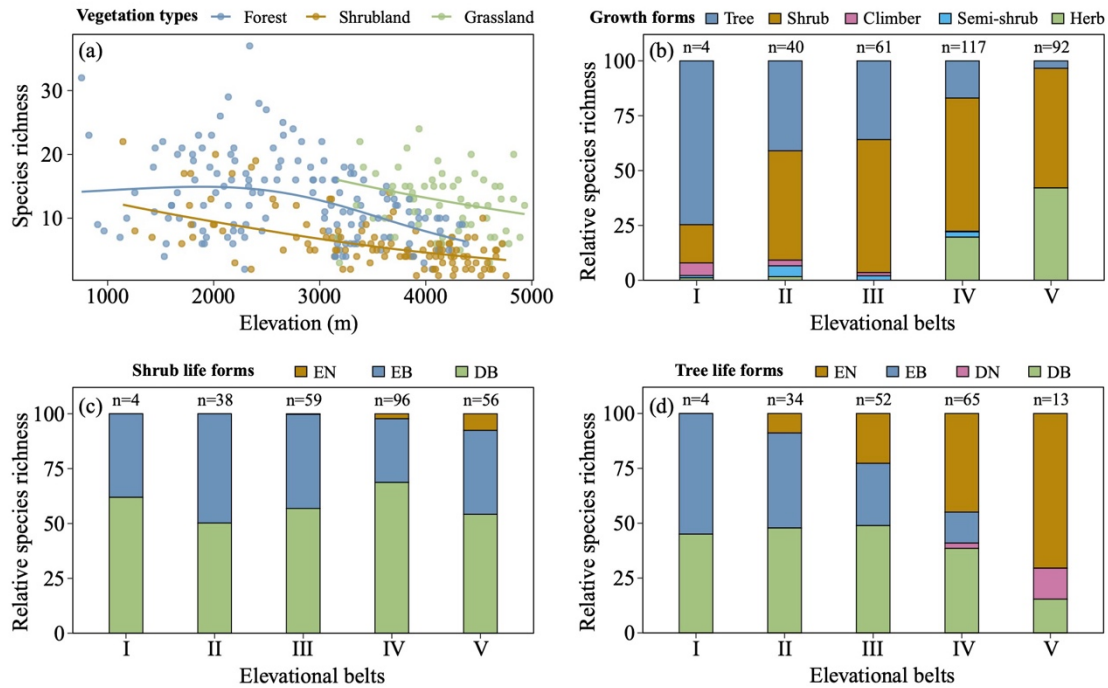 Vegetation types Forest Shrubland Grassland
(a)
Species richness
30
20
10
1000 2000 3000 4000 5000
Elevation (m)
Growth forms Tree Shrub Climber Semi-shrub Herb
(b) n=4 n=40 n=61 n=117 n=92
Relative species richness
100
75
50
25
0
I II III IV V
Elevational belts
Shrub life forms EN EB DB
(c) n=4 n=38 n=59 n=96 n=56
Relative species richness
100
75
50
25
0
I II III IV V
Elevational belts
Tree life forms EN EB DN DB
(d) n=4 n=34 n=52 n=65 n=13
Relative species richness
100
75
50
25
0
I II III IV V
Elevational belts